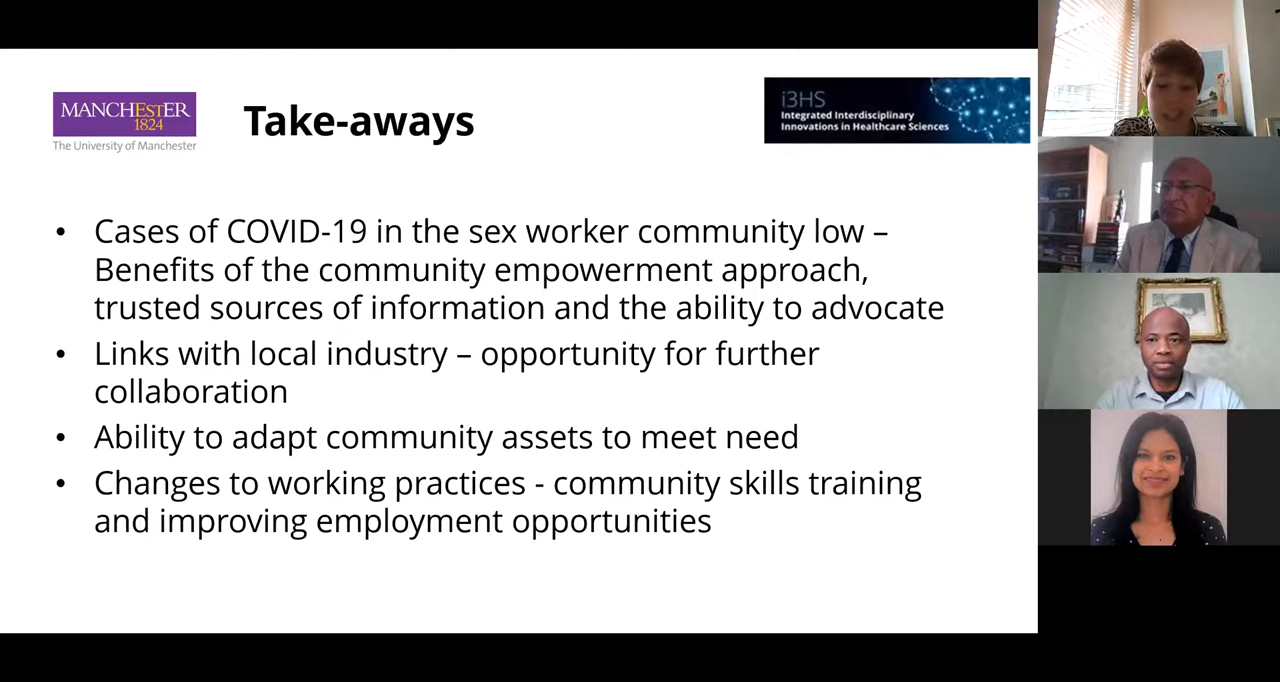 MANCHESTER
1824
The University of Manchester
Take-aways
i3HS
Integrated Interdisciplinary
Innovations in Healthcare Sciences
• Cases of COVID-19 in the sex worker community low –
Benefits of the community empowerment approach,
trusted sources of information and the ability to advocate
• Links with local industry – opportunity for further
collaboration
• Ability to adapt community assets to meet need
• Changes to working practices - community skills training
and improving employment opportunities